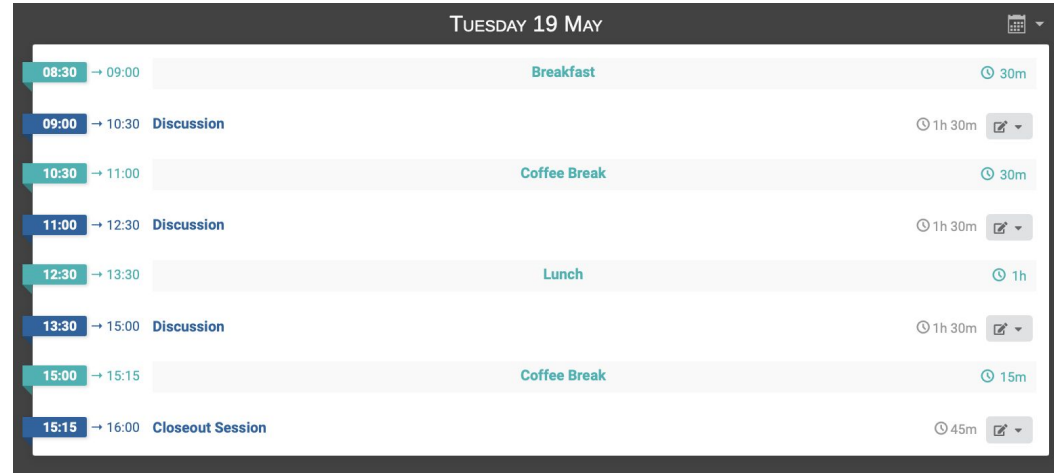 TUESDAY 19 MAY
08:30 → 09:00 Breakfast 30m
09:00 → 10:30 Discussion 1h 30m
10:30 → 11:00 Coffee Break 30m
11:00 → 12:30 Discussion 1h 30m
12:30 → 13:30 Lunch 1h
13:30 → 15:00 Discussion 1h 30m
15:00 → 15:15 Coffee Break 15m
15:15 → 16:00 Closeout Session 45m